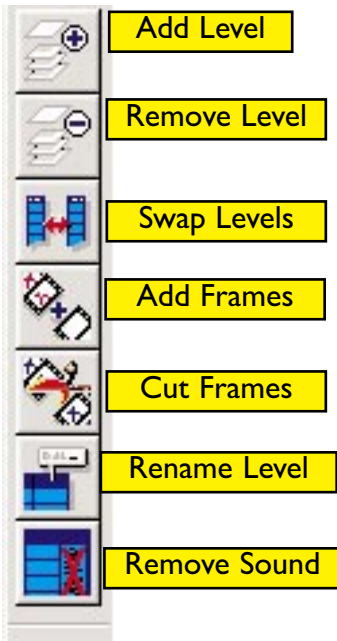 Add Level
Remove Level
Swap Levels
Add Frames
Cut Frames
Rename Level
Remove Sound